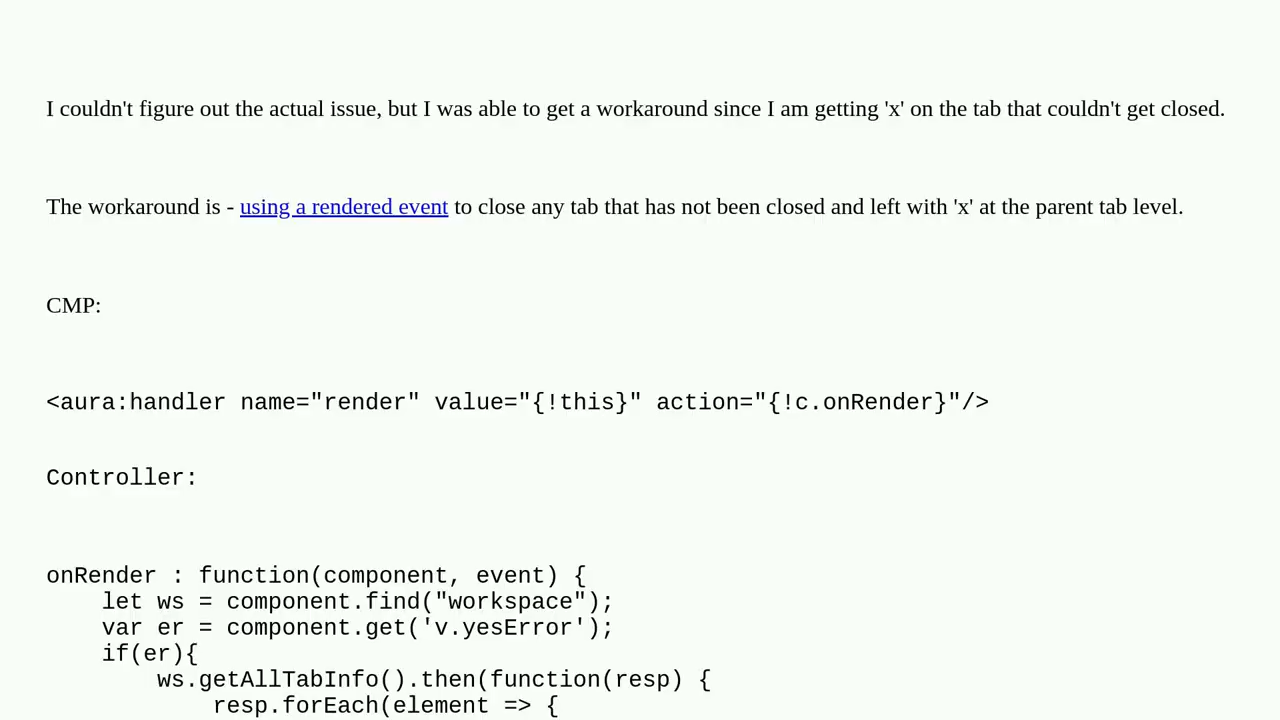 I couldn't figure out the actual issue, but I was able to get a workaround since I am getting 'x' on the tab that couldn't get closed.
The workaround is - using a rendered event to close any tab that has not been closed and left with 'x' at the parent tab level.
CMP:
<aura:handler name="render" value="{!this}" action="{!c.onRender}"/>
Controller:
onRender : function(component, event) {
    let ws = component.find("workspace");
    var er = component.get('v.yesError');
    if(er){
        ws.getAllTabInfo().then(function(resp) {
            resp.forEach(element => {